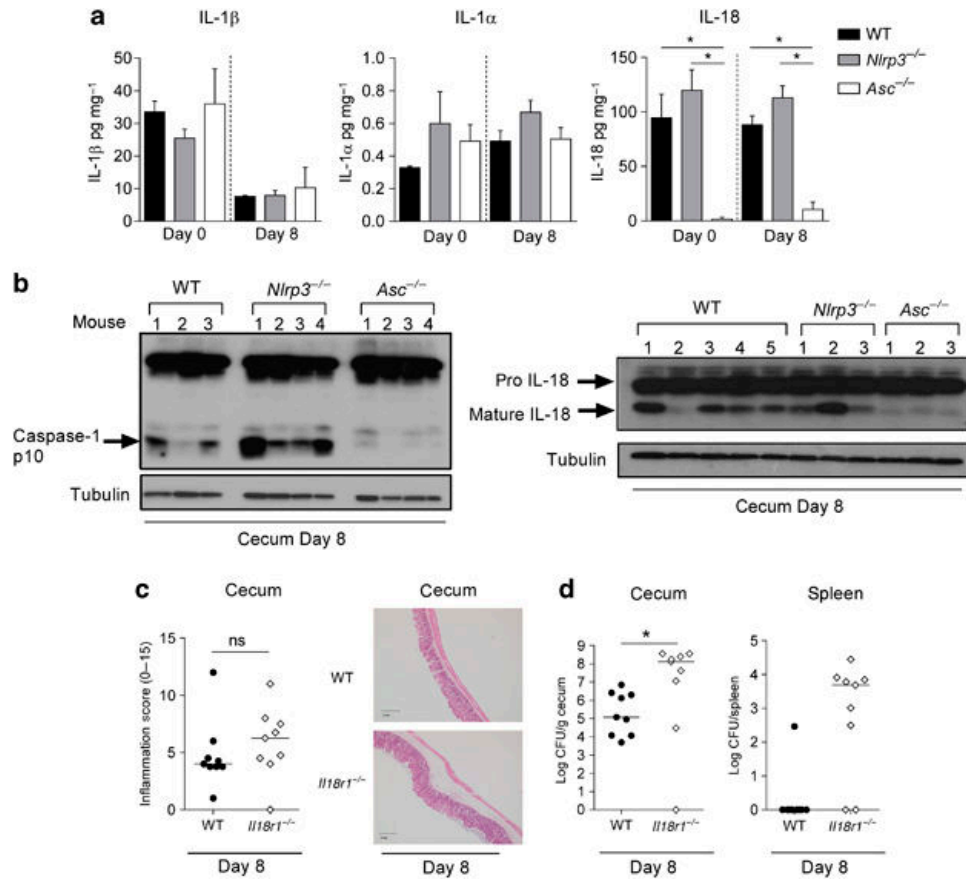 a
IL-1β
IL-1β pg mg⁻¹
40
30
20
10
0
Day 0
Day 8
IL-1α
IL-1α pg mg⁻¹
1.0
0.8
0.6
0.4
0.2
0.0
Day 0
Day 8
IL-18
IL-18 pg mg⁻¹
150
100
50
0
* *
* *
Day 0
Day 8
WT
Nlrp3⁻/⁻
Asc⁻/⁻
b
WT Nlrp3⁻/⁻ Asc⁻/⁻
Mouse 1 2 3 1 2 3 4 1 2 3 4
Caspase-1
p10
Tubulin
Cecum Day 8
WT Nlrp3⁻/⁻ Asc⁻/⁻
1 2 3 4 5 1 2 3 1 2 3
Pro IL-18
Mature IL-18
Tubulin
Cecum Day 8
c
Cecum
Inflammation score (0–15)
15
10
5
0
ns
WT Il18r1⁻/⁻
Day 8
Cecum
WT
Il18r1⁻/⁻
d
Cecum
Log CFU/g cecum
*
10
9
8
7
6
5
4
3
2
1
0
WT Il18r1⁻/⁻
Day 8
Spleen
Log CFU/spleen
5
4
3
2
1
0
WT Il18r1⁻/⁻
Day 8